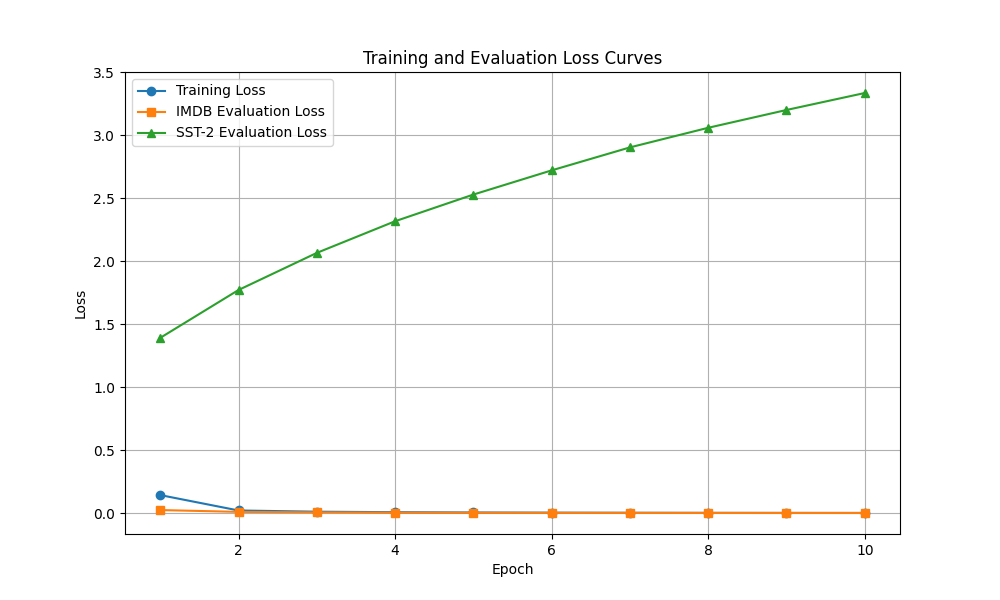 Training and Evaluation Loss Curves
Training Loss
IMDB Evaluation Loss
SST-2 Evaluation Loss
3.5
3.0
2.5
2.0
1.5
1.0
0.5
0.0
Loss
2
4
6
8
10
Epoch